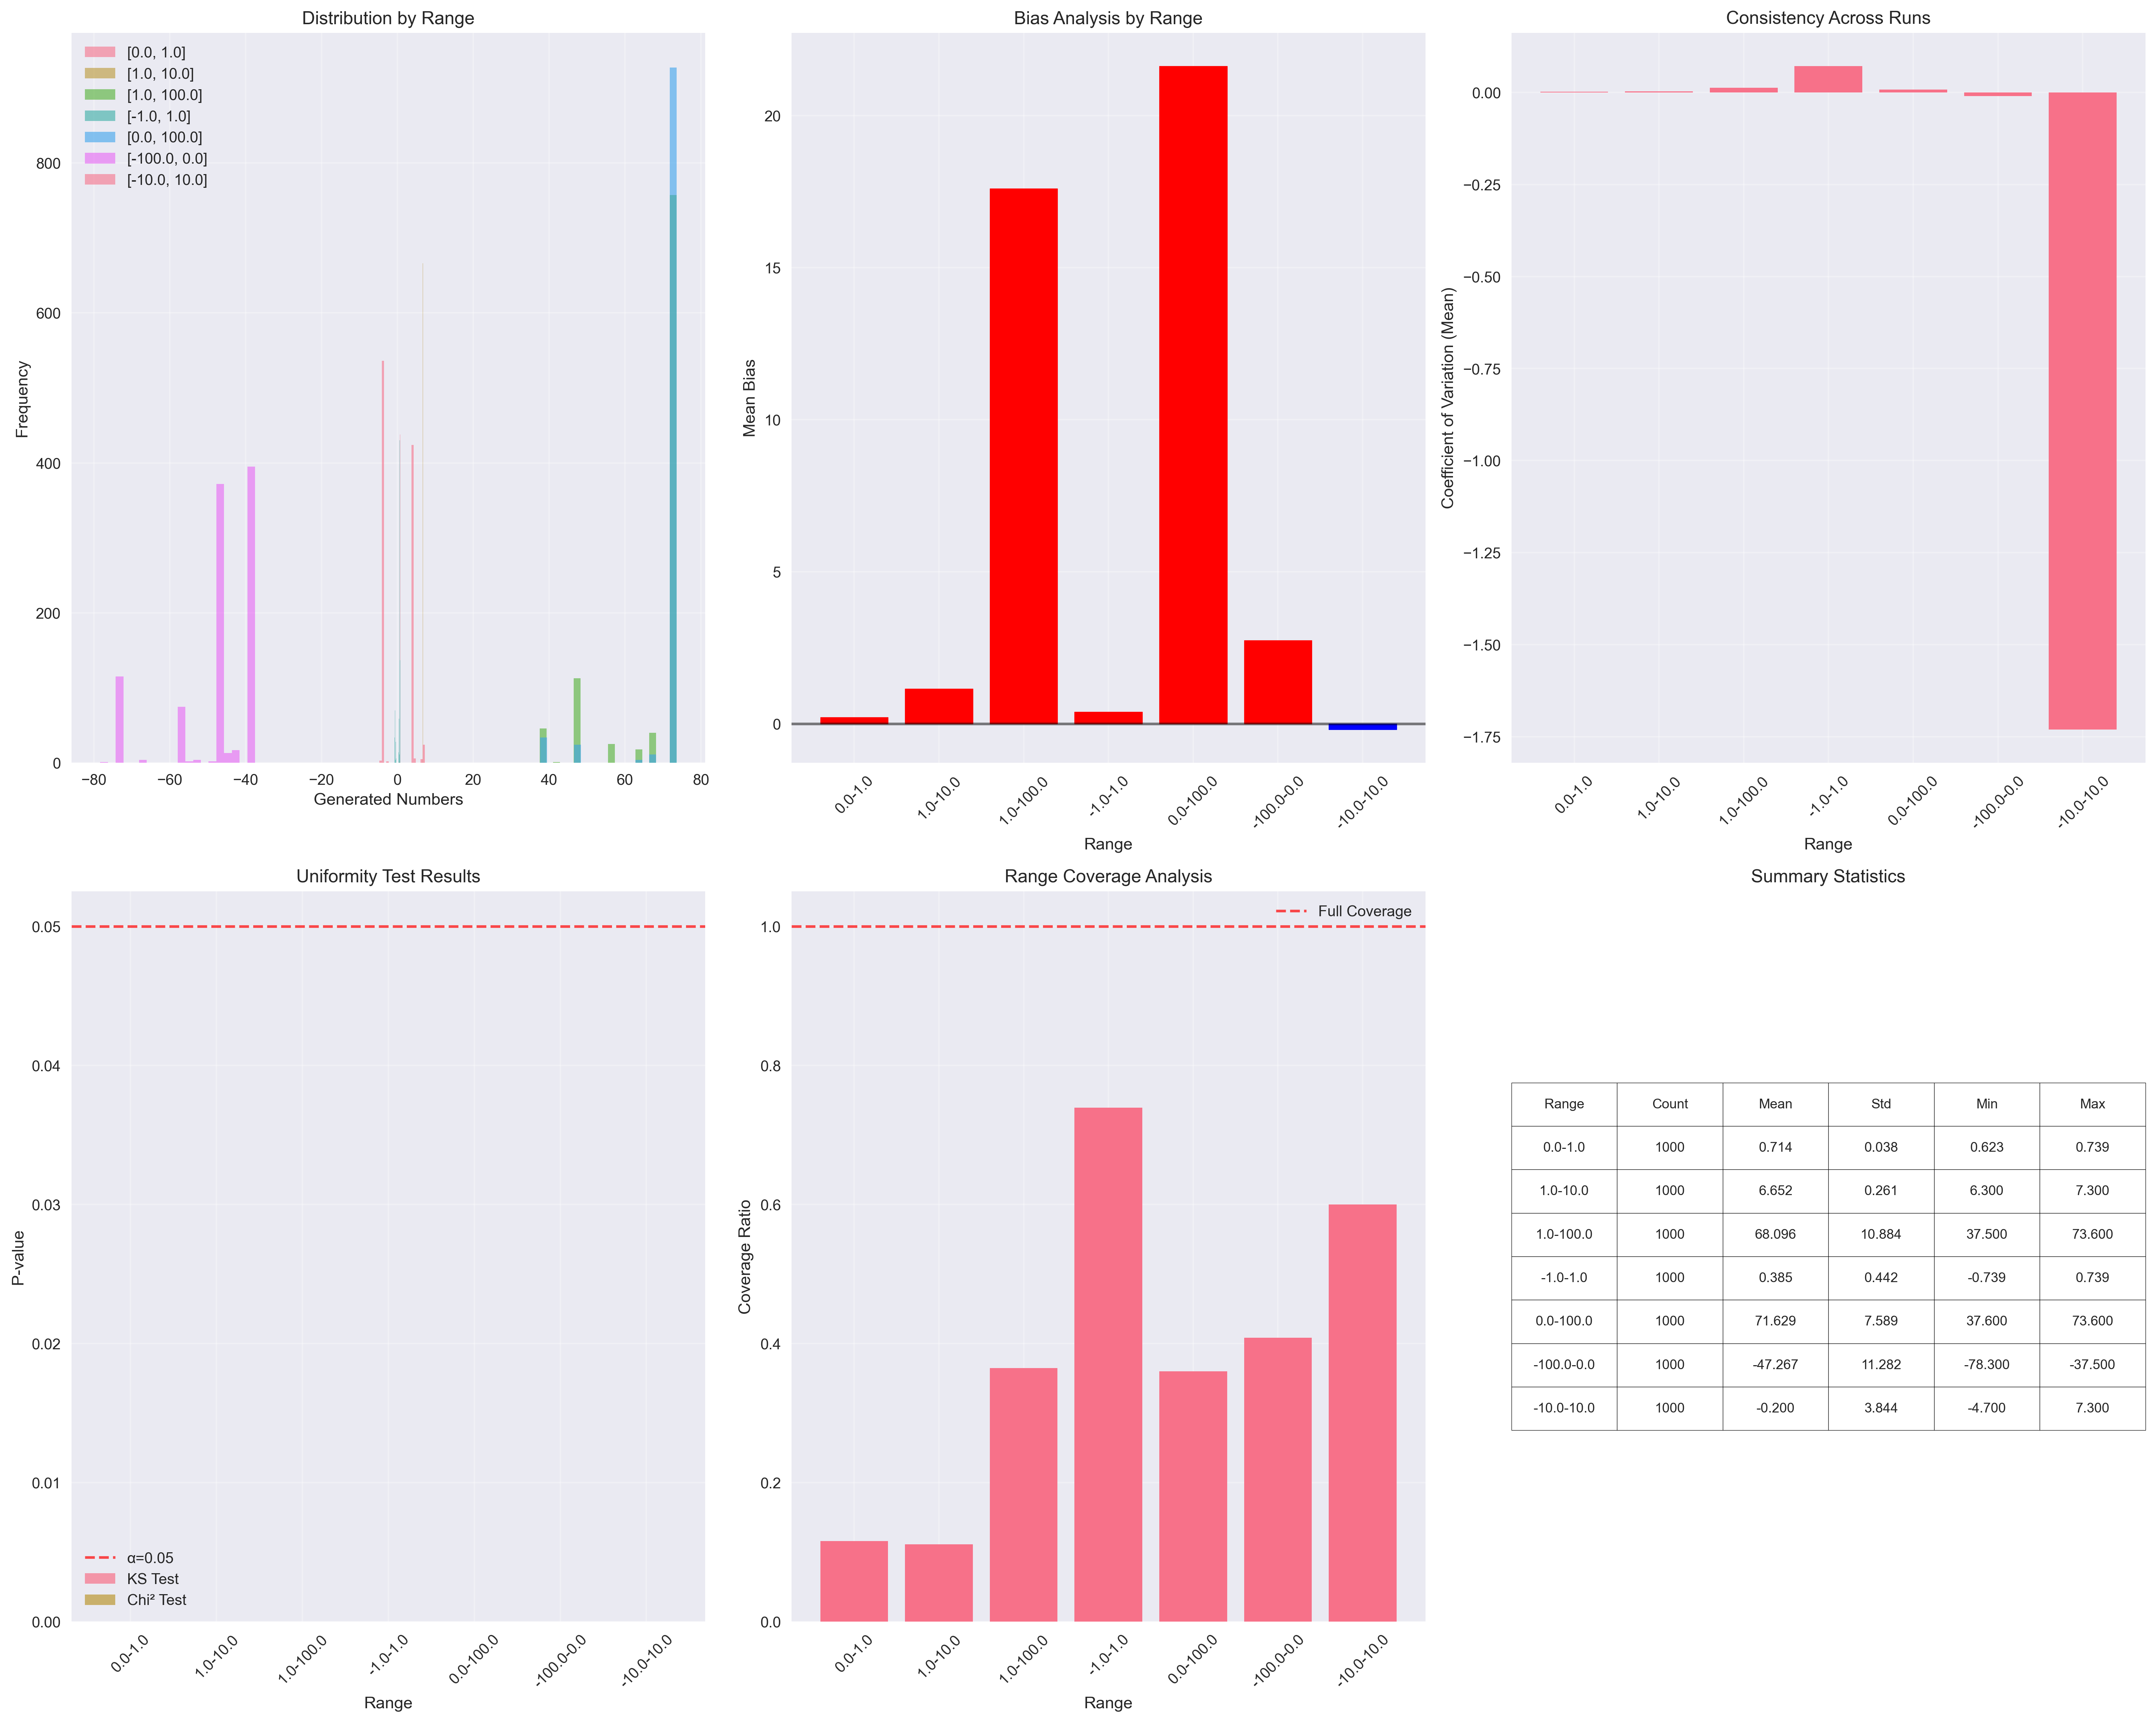 Distribution by Range
[0.0, 1.0]
[1.0, 10.0]
[1.0, 100.0]
[-1.0, 1.0]
[0.0, 100.0]
[-100.0, 0.0]
[-10.0, 10.0]
Frequency
800
600
400
200
0
−80 −60 −40 −20 0 20 40 60 80
Generated Numbers
Bias Analysis by Range
Mean Bias
20
15
10
5
0
0.0-1.0 1.0-10.0 1.0-100.0 -1.0-1.0 0.0-100.0 -100.0-0.0 -10.0-10.0
Range
Consistency Across Runs
Coefficient of Variation (Mean)
0.00
−0.25
−0.50
−0.75
−1.00
−1.25
−1.50
−1.75
0.0-1.0 1.0-10.0 1.0-100.0 -1.0-1.0 0.0-100.0 -100.0-0.0 -10.0-10.0
Range
Uniformity Test Results
P-value
0.05
0.04
0.03
0.02
0.01
0.00
α=0.05
KS Test
Chi² Test
0.0-1.0 1.0-10.0 1.0-100.0 -1.0-1.0 0.0-100.0 -100.0-0.0 -10.0-10.0
Range
Range Coverage Analysis
Full Coverage
Coverage Ratio
1.0
0.8
0.6
0.4
0.2
0.0
0.0-1.0 1.0-10.0 1.0-100.0 -1.0-1.0 0.0-100.0 -100.0-0.0 -10.0-10.0
Range
Summary Statistics
Range Count Mean Std Min Max
0.0-1.0 1000 0.714 0.038 0.623 0.739
1.0-10.0 1000 6.652 0.261 6.300 7.300
1.0-100.0 1000 68.096 10.884 37.500 73.600
-1.0-1.0 1000 0.385 0.442 -0.739 0.739
0.0-100.0 1000 71.629 7.589 37.600 73.600
-100.0-0.0 1000 -47.267 11.282 -78.300 -37.500
-10.0-10.0 1000 -0.200 3.844 -4.700 7.300